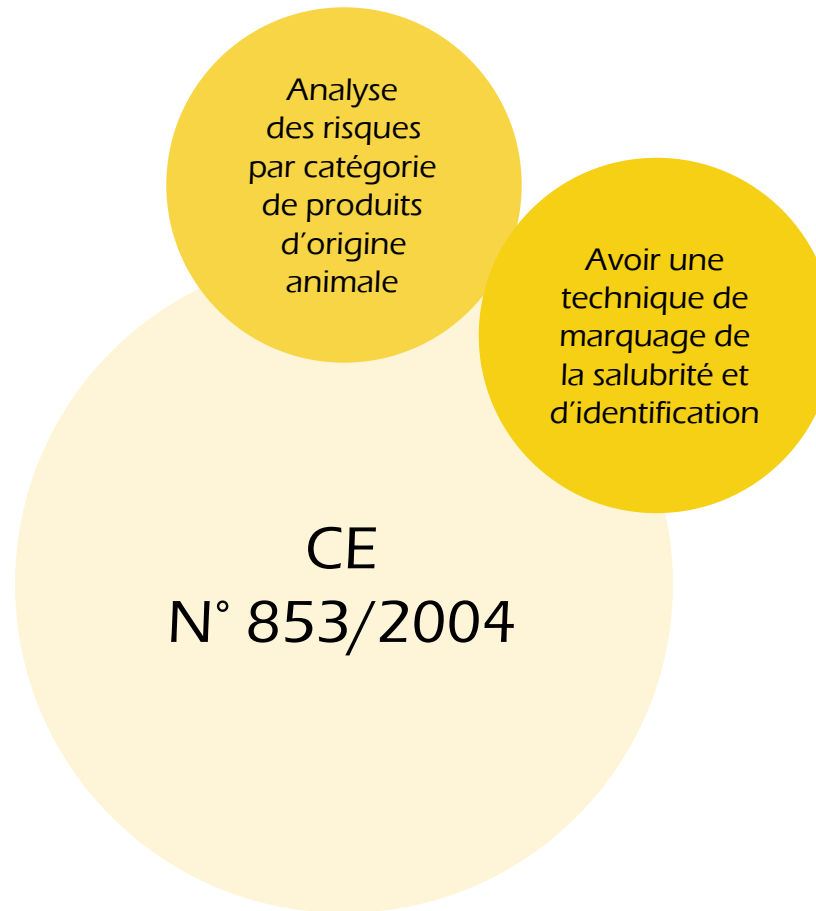 Analyse
des risques
par catégorie
de produits
d'origine
animale
Avoir une
technique de
marquage de
la salubrité et
d'identification
CE
N° 853/2004